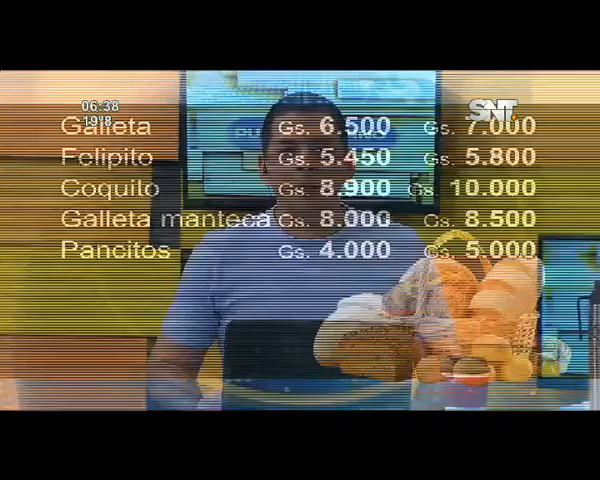 06:38
19°8
SNT.
Galleta Gs. 6.500 Gs. 7.000
Felipito Gs. 5.450 Gs. 5.800
Coquito Gs. 8.900 Gs. 10.000
Galleta manteca Gs. 8.000 Gs. 8.500
Pancitos Gs. 4.000 Gs. 5.000